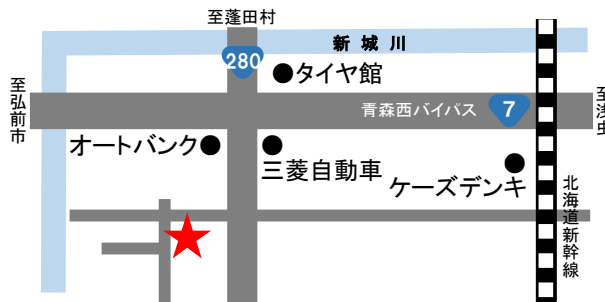 至蓬田村
新城川
280
タイヤ館
至弘前市
青森西バイパス
7
至浅虫
オートバンク
三菱自動車
ケーズデンキ
北海道新幹線